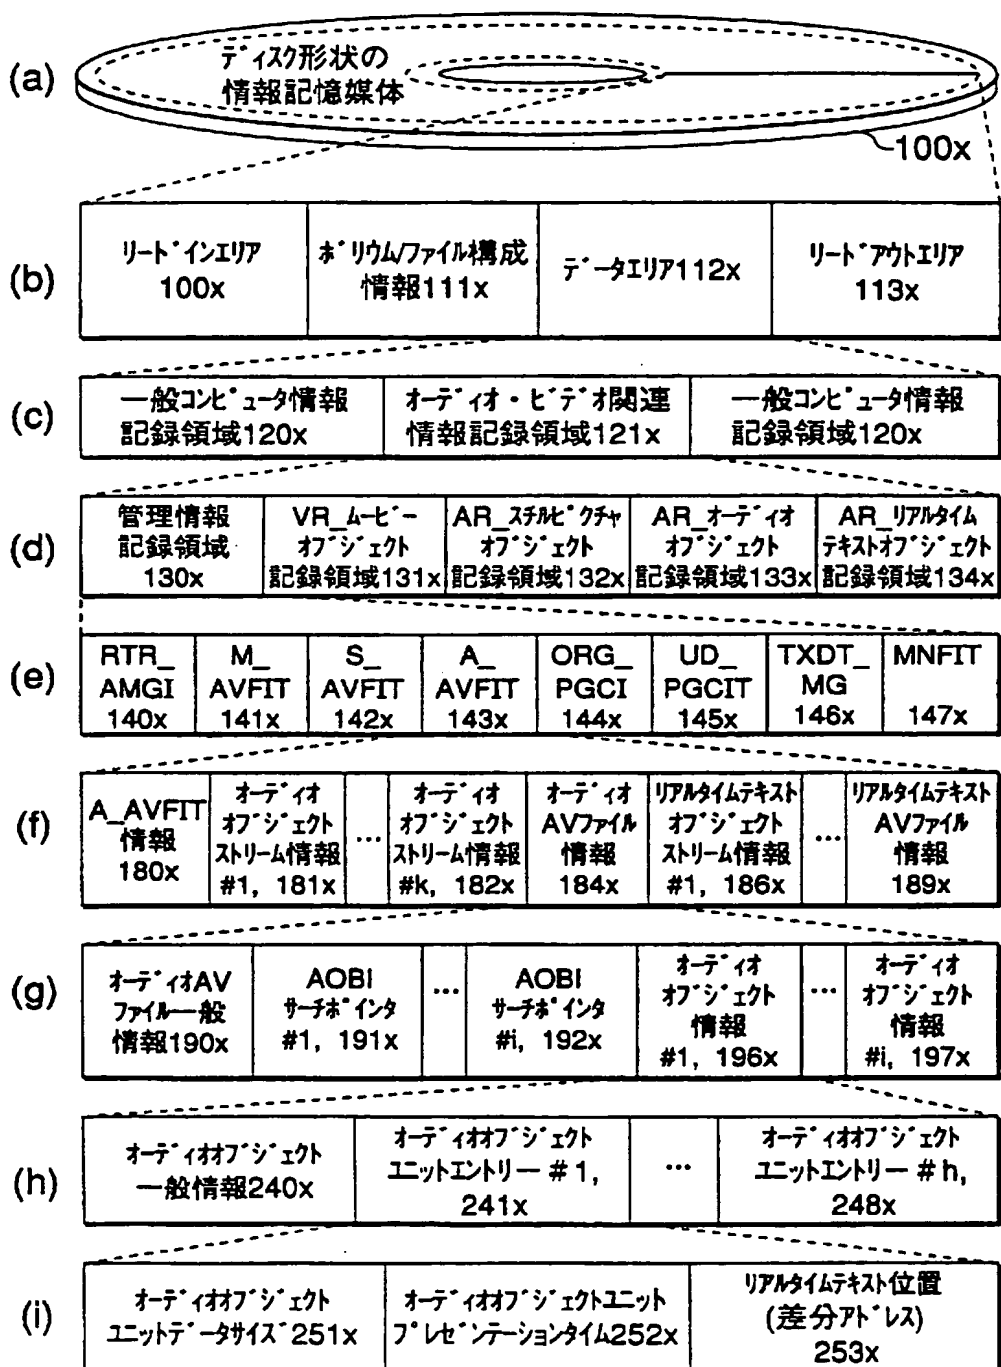 (a)
ディスク形状の
情報記憶媒体
100x
(b)
リードインエリア
100x
ボリウム/ファイル構成
情報111x
データエリア112x
リードアウトエリア
113x
(c)
一般コンピュータ情報
記録領域120x
オーディオ・ビデオ関連
情報記録領域121x
一般コンピュータ情報
記録領域120x
(d)
管理情報
記録領域
130x
VR_ムービー
オブジェクト
記録領域131x
AR_スチルピクチャ
オブジェクト
記録領域132x
AR_オーディオ
オブジェクト
記録領域133x
AR_リアルタイム
テキストオブジェクト
記録領域134x
(e)
RTR_
AMGI
140x
M_
AVFIT
141x
S_
AVFIT
142x
A_
AVFIT
143x
ORG_
PGCI
144x
UD_
PGCIT
145x
TXDT_
MG
146x
MNFIT
147x
(f)
A_AVFIT
情報
180x
オーディオ
オブジェクト
ストリーム情報
#1, 181x
…
オーディオ
オブジェクト
ストリーム情報
#k, 182x
オーディオ
AVファイル
情報
184x
リアルタイムテキスト
オブジェクト
ストリーム情報
#1, 186x
…
リアルタイムテキスト
AVファイル
情報
189x
(g)
オーディオAV
ファイル一般
情報190x
AOBI
サーチポインタ
#1, 191x
…
AOBI
サーチポインタ
#i, 192x
オーディオ
オブジェクト
情報
#1, 196x
…
オーディオ
オブジェクト
情報
#i, 197x
(h)
オーディオオブジェクト
一般情報240x
オーディオオブジェクト
ユニットエントリー #1,
241x
…
オーディオオブジェクト
ユニットエントリー #h,
248x
(i)
オーディオオブジェクト
ユニットデータサイズ251x
オーディオオブジェクトユニット
プレゼンテーションタイム252x
リアルタイムテキスト位置
(差分アドレス)
253x